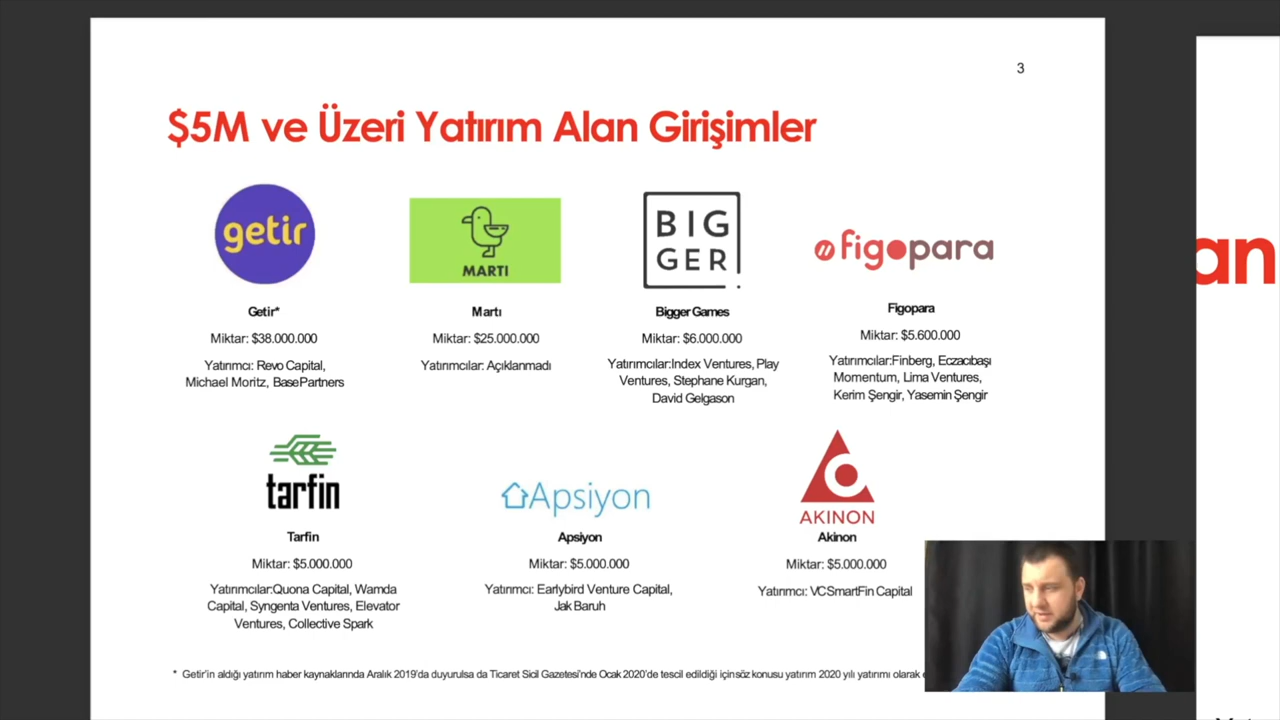 3
$5M ve Üzeri Yatırım Alan Girişimler
getir
MARTI
BIG
GER
figopara
Getir*
Miktar: $38.000.000
Yatırımcı: Revo Capital,
Michael Moritz, BasePartners
Martı
Miktar: $25.000.000
Yatırımcılar: Açıklanmadı
Bigger Games
Miktar: $6.000.000
Yatırımcılar:Index Ventures, Play
Ventures, Stephane Kurgan,
David Gelgason
Figopara
Miktar: $5.600.000
Yatırımcılar:Finberg, Eczacıbaşı
Momentum, Lima Ventures,
Kerim Şengir, Yasemin Şengir
tarfin
Apsiyon
AKINON
Tarfin
Miktar: $5.000.000
Yatırımcılar:Quona Capital, Wamda
Capital, Syngenta Ventures, Elevator
Ventures, Collective Spark
Apsiyon
Miktar: $5.000.000
Yatırımcı: Earlybird Venture Capital,
Jak Baruh
Akinon
Miktar: $5.000.000
Yatırımcı: VCSmartFin Capital
* Getir'in aldığı yatırım haber kaynaklarında Aralık 2019'da duyurulsa da Ticaret Sicil Gazetesi'nde Ocak 2020'de tescil edildiği için söz konusu yatırım 2020 yılı yatırımı olarak
an